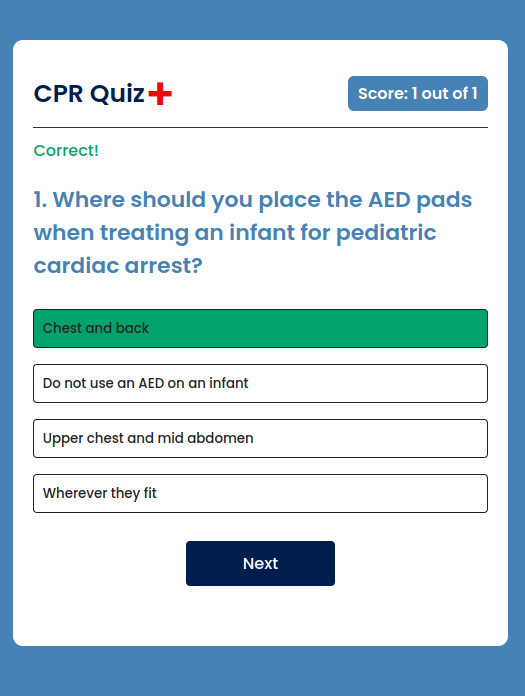 CPR Quiz
Score: 1 out of 1
Correct!
1. Where should you place the AED pads
when treating an infant for pediatric
cardiac arrest?
Chest and back
Do not use an AED on an infant
Upper chest and mid abdomen
Wherever they fit
Next